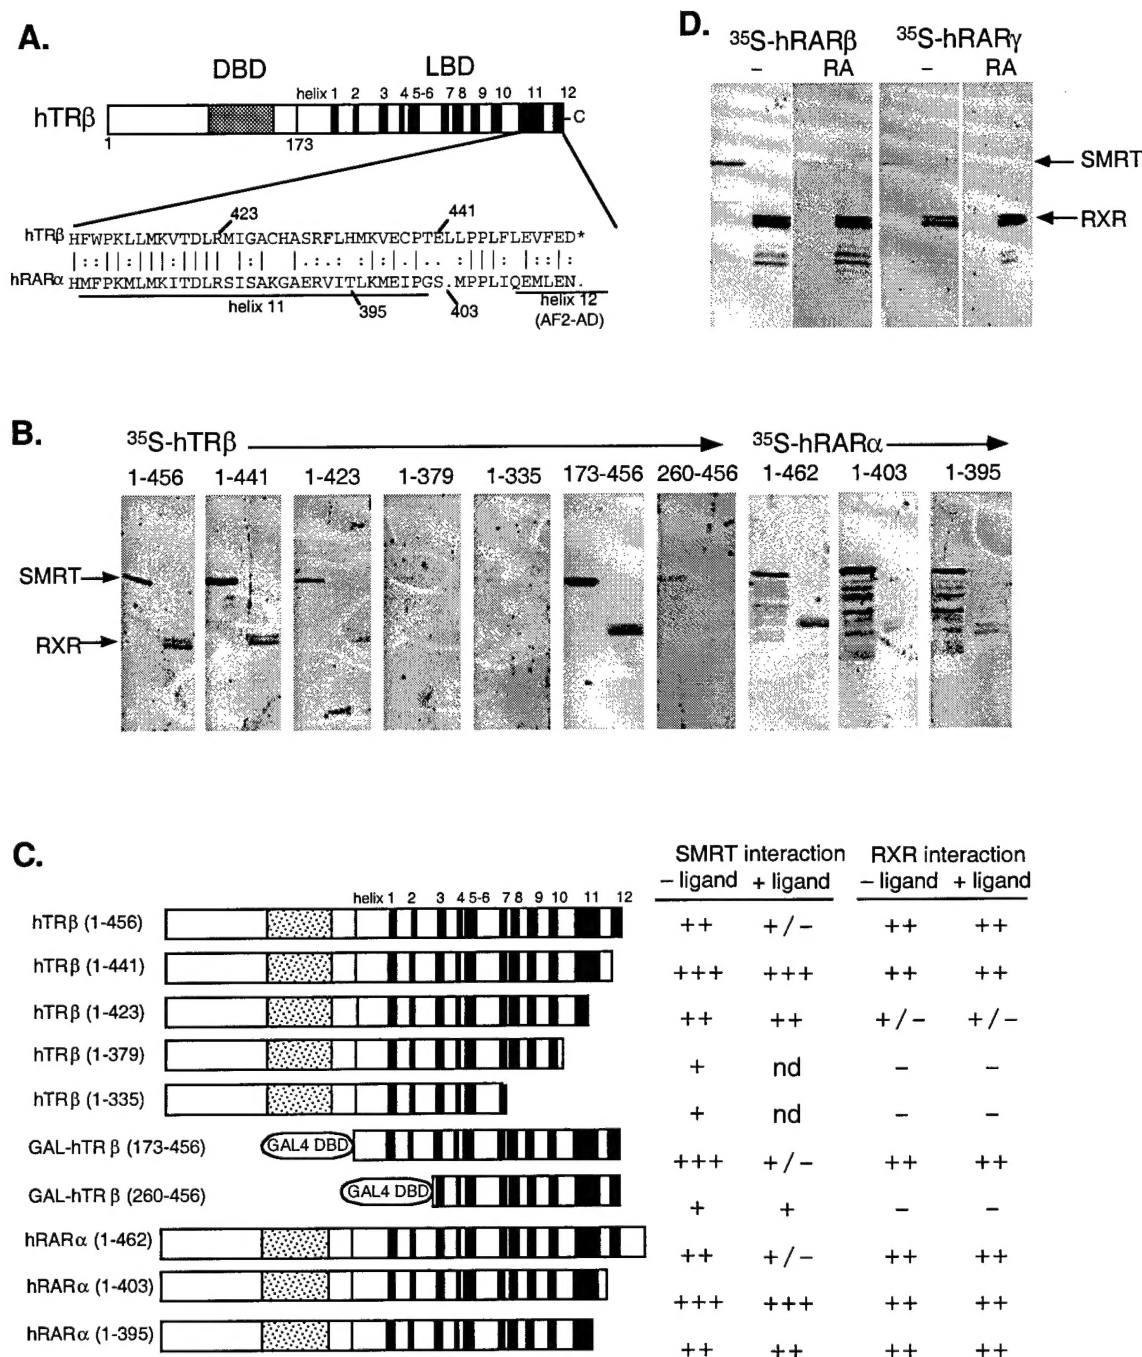 A.
DBD
LBD
helix 1 2 3 4 5-6 7 8 9 10 11 12
hTRβ
C
1
173
423
441
hTRβ HFWPKLLMKVTDLRMIGACHASRFLHMKVECPTELLPPLFLEVFED*
hRARα HMFPKMLMKITDLRSISAKGAERVITLKMEIPGS.MPPLIQEMLEN.
helix 11
395
403
helix 12
(AF2-AD)
D.
35S-hRARβ
35S-hRARγ
– RA – RA
SMRT
RXR
B.
35S-hTRβ
35S-hRARα
1-456 1-441 1-423 1-379 1-335 173-456 260-456 1-462 1-403 1-395
SMRT
RXR
C.
SMRT interaction RXR interaction
– ligand + ligand – ligand + ligand
helix 1 2 3 4 5-6 7 8 9 10 11 12
hTRβ (1-456) ++ +/– ++ ++
hTRβ (1-441) +++ +++ ++ ++
hTRβ (1-423) ++ ++ +/– +/–
hTRβ (1-379) + nd – –
hTRβ (1-335) + nd – –
GAL-hTRβ (173-456) GAL4 DBD +++ +/– ++ ++
GAL-hTRβ (260-456) GAL4 DBD + + – –
hRARα (1-462) ++ +/– ++ ++
hRARα (1-403) +++ +++ ++ ++
hRARα (1-395) ++ ++ ++ ++